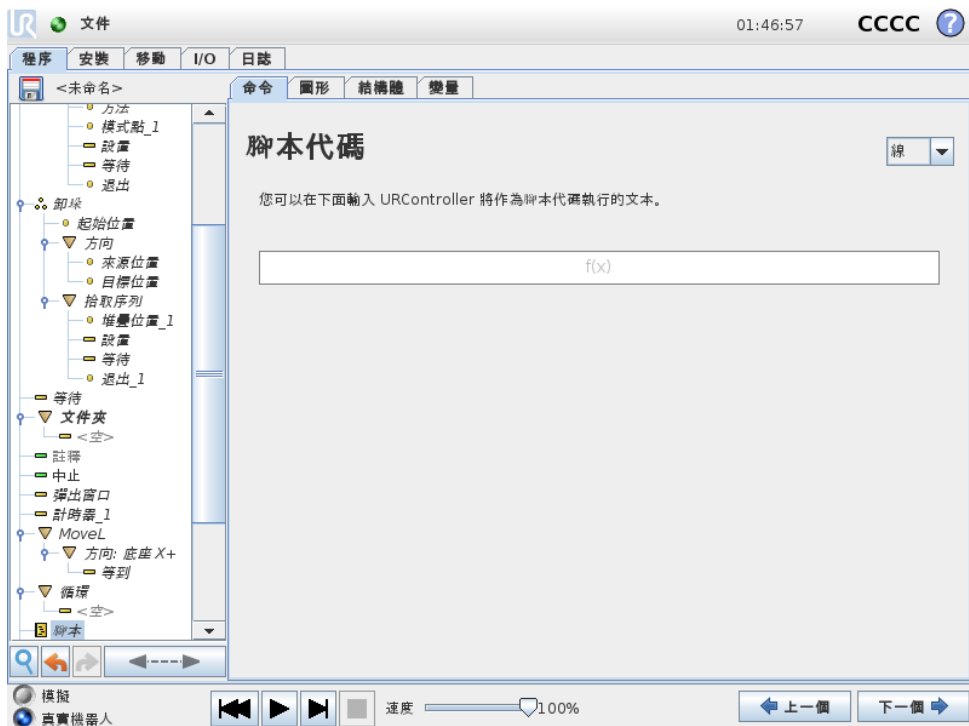 UR 文件 01:46:57 CCCC ?
程序 安裝 移動 I/O 日誌
<未命名>
命令 圖形 結構體 變量
方法
模式點_1
設置
等待
退出
卸垛
起始位置
方向
來源位置
目標位置
拾取序列
堆疊位置_1
設置
等待
退出_1
等待
文件夾
<空>
註釋
中止
彈出窗口
計時器_1
MoveL
方向: 底座 X+
等到
循環
<空>
腳本
腳本代碼
線
您可以在下面輸入 URController 將作為腳本代碼執行的文本。
f(x)
模擬
真實機器人
速度 100%
上一個 下一個